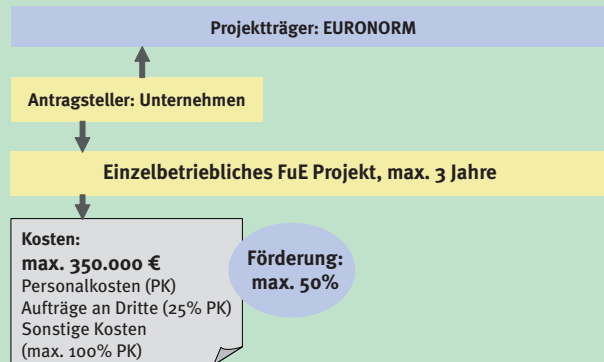 Projektträger: EURONORM
Antragsteller: Unternehmen
Einzelbetriebliches FuE Projekt, max. 3 Jahre
Kosten:
max. 350.000 €
Personalkosten (PK)
Aufträge an Dritte (25% PK)
Sonstige Kosten
(max. 100% PK)
Förderung:
max. 50%